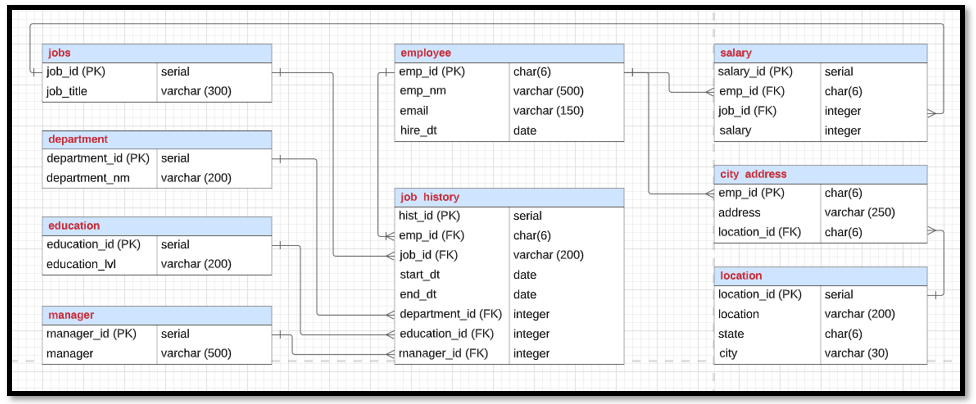 jobs
job_id (PK) serial
job_title varchar (300)
department
department_id (PK) serial
department_nm varchar (200)
education
education_id (PK) serial
education_lvl varchar (200)
manager
manager_id (PK) serial
manager varchar (500)
employee
emp_id (PK) char(6)
emp_nm varchar (500)
email varchar (150)
hire_dt date
job_history
hist_id (PK) serial
emp_id (FK) char(6)
job_id (FK) varchar (200)
start_dt date
end_dt date
department_id (FK) integer
education_id (FK) integer
manager_id (FK) integer
salary
salary_id (PK) serial
emp_id (FK) char(6)
job_id (FK) integer
salary integer
city_address
emp_id (PK) char(6)
address varchar (250)
location_id (FK) char(6)
location
location_id (PK) serial
location varchar (200)
state char(6)
city varchar (30)